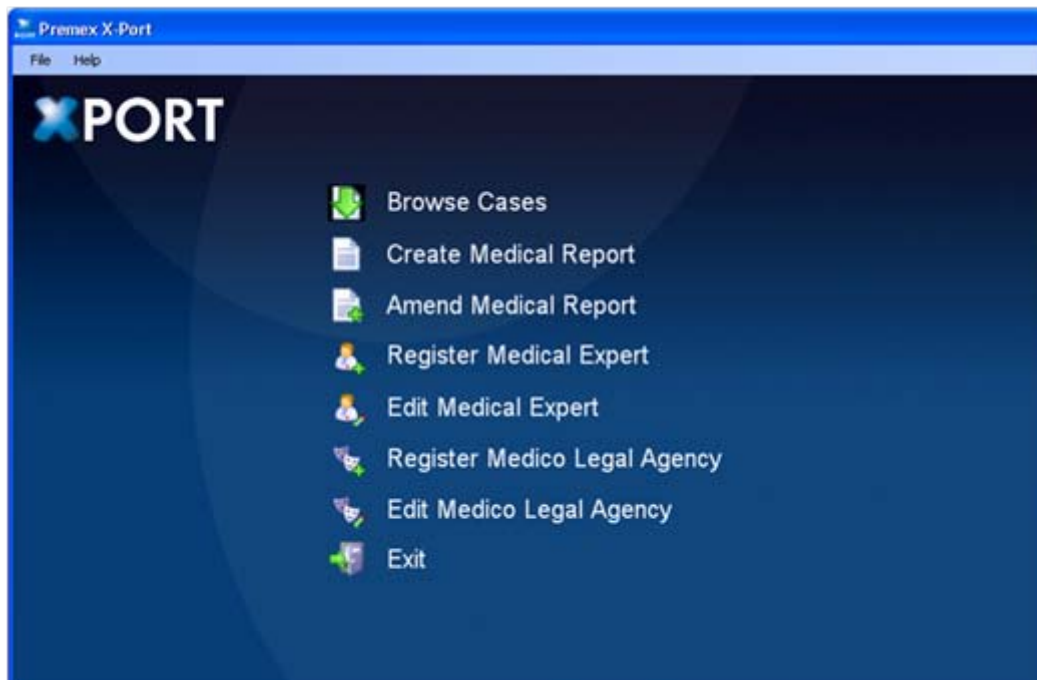 Premex X-Port
File Help
XPORT
Browse Cases
Create Medical Report
Amend Medical Report
Register Medical Expert
Edit Medical Expert
Register Medico Legal Agency
Edit Medico Legal Agency
Exit